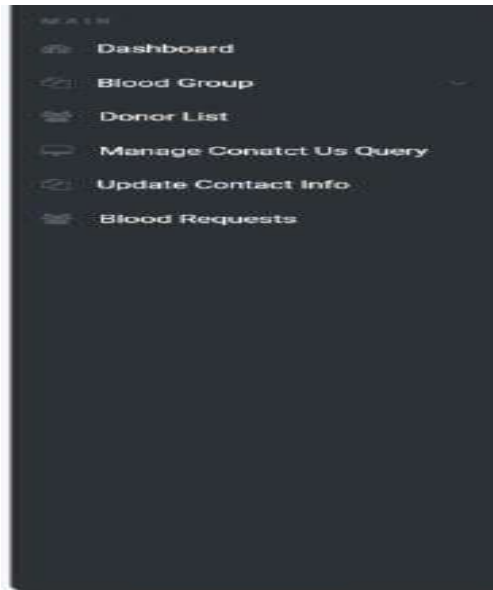 MAIN
Dashboard
Blood Group
Donor List
Manage Conatct Us Query
Update Contact Info
Blood Requests